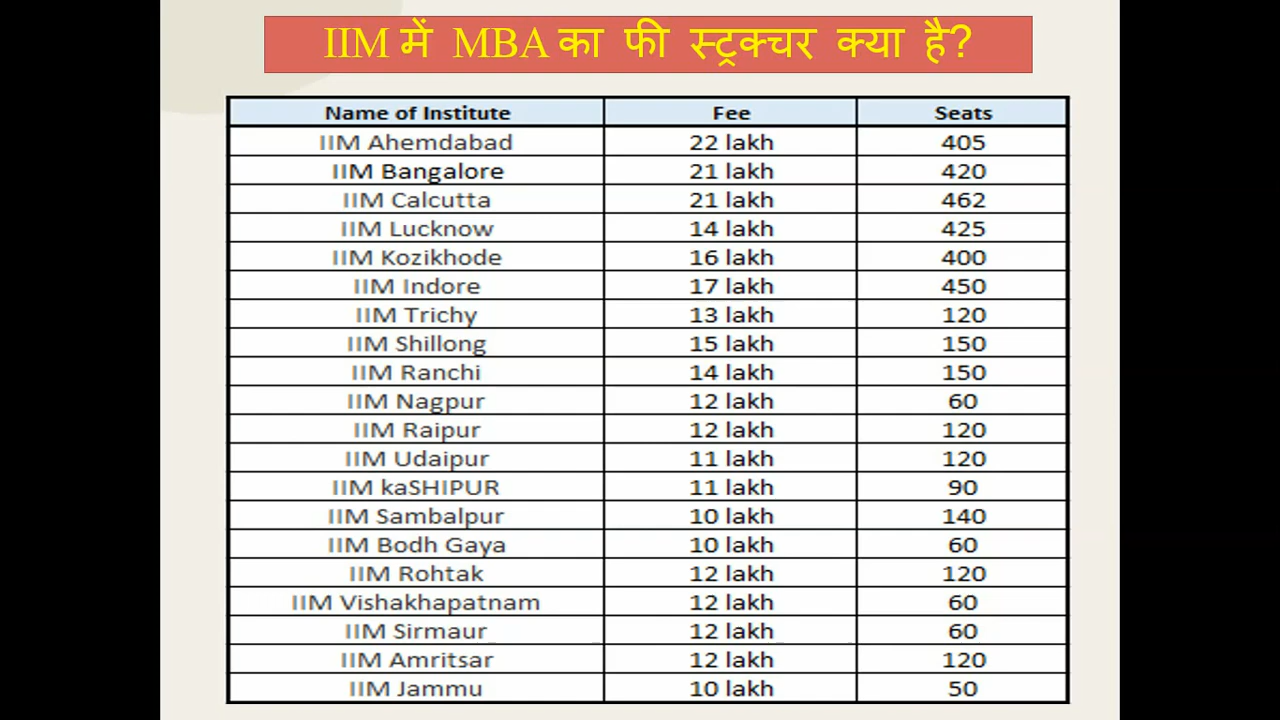 IIM में MBA का फी स्ट्रक्चर क्या है?
Name of Institute Fee Seats
IIM Ahemdabad 22 lakh 405
IIM Bangalore 21 lakh 420
IIM Calcutta 21 lakh 462
IIM Lucknow 14 lakh 425
IIM Kozikhode 16 lakh 400
IIM Indore 17 lakh 450
IIM Trichy 13 lakh 120
IIM Shillong 15 lakh 150
IIM Ranchi 14 lakh 150
IIM Nagpur 12 lakh 60
IIM Raipur 12 lakh 120
IIM Udaipur 11 lakh 120
IIM kaSHIPUR 11 lakh 90
IIM Sambalpur 10 lakh 140
IIM Bodh Gaya 10 lakh 60
IIM Rohtak 12 lakh 120
IIM Vishakhapatnam 12 lakh 60
IIM Sirmaur 12 lakh 60
IIM Amritsar 12 lakh 120
IIM Jammu 10 lakh 50